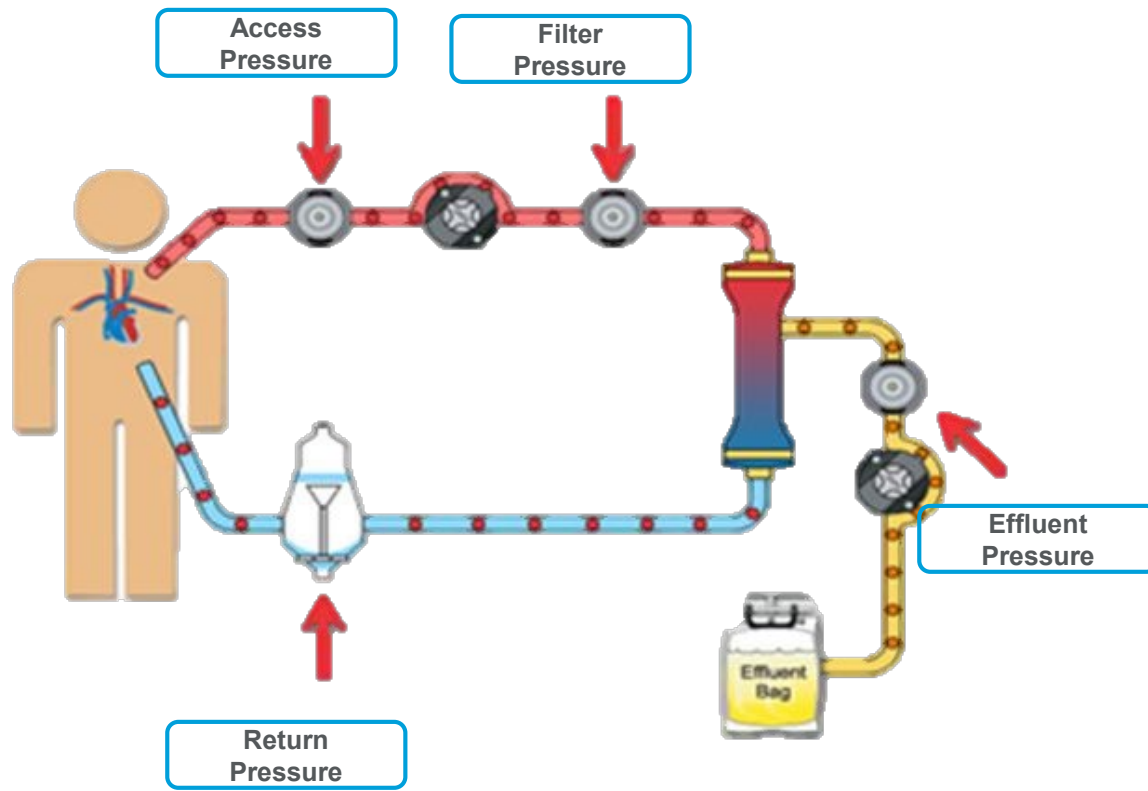 Access
Pressure
Filter
Pressure
Effluent
Pressure
Effluent
Bag
Return
Pressure